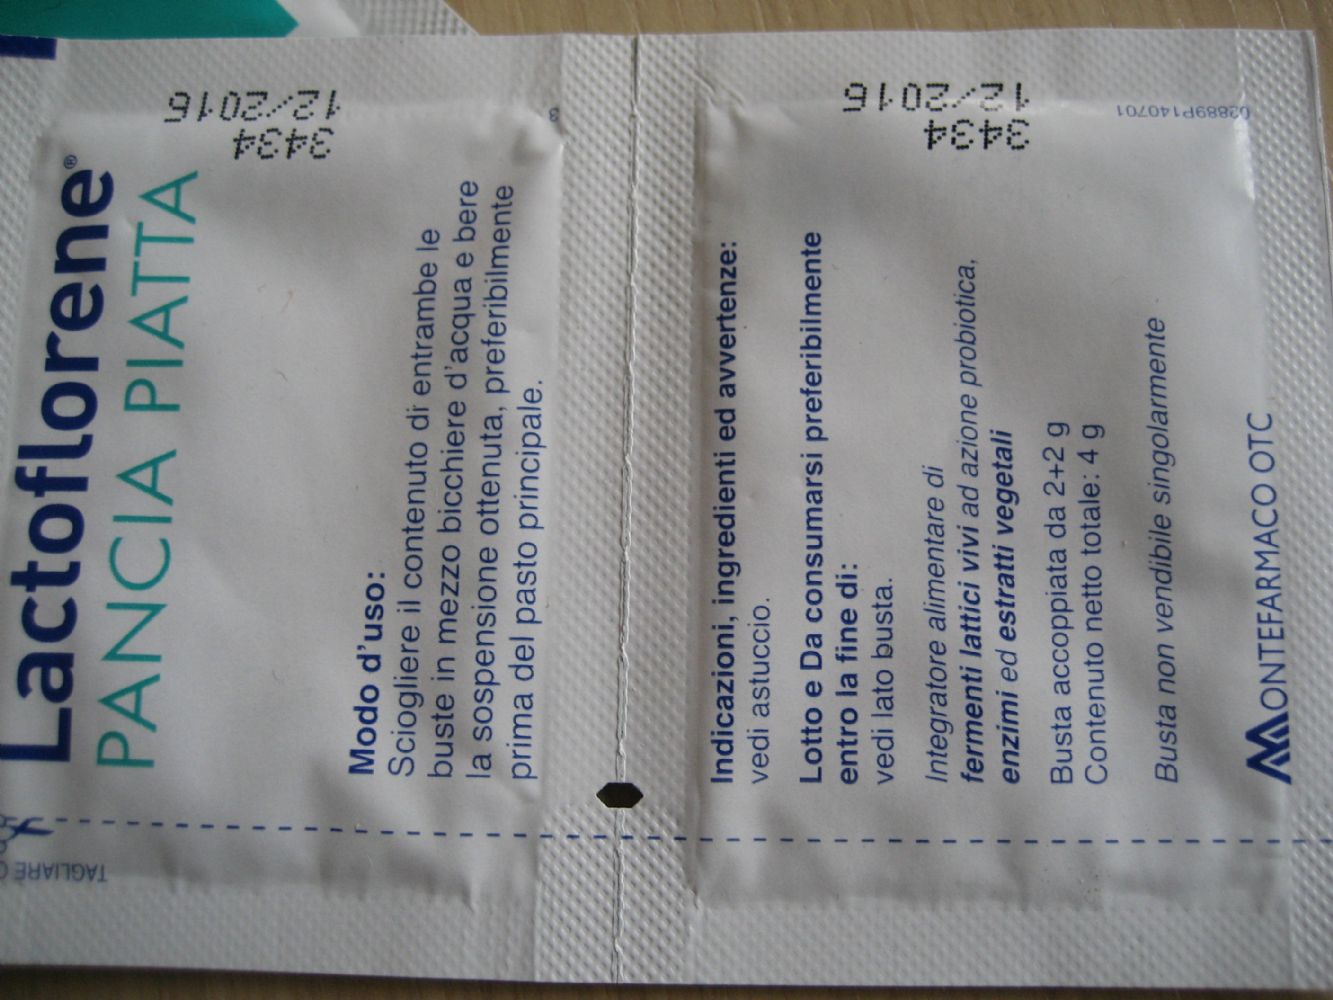 Lactoflorene®
PANCIA PIATTA
Modo d'uso:
Sciogliere il contenuto di entrambe le
buste in mezzo bicchiere d'acqua e bere
la sospensione ottenuta, preferibilmente
prima del pasto principale.
3434
12/2016
3
TAGLIARE
Indicazioni, ingredienti ed avvertenze:
vedi astuccio.
Lotto e Da consumarsi preferibilmente
entro la fine di:
vedi lato busta.
Integratore alimentare di
fermenti lattici vivi ad azione probiotica,
enzimi ed estratti vegetali
Busta accoppiata da 2+2 g
Contenuto netto totale: 4 g
Busta non vendibile singolarmente
MONTEFARMACO OTC
3434
12/2016
02889P140701